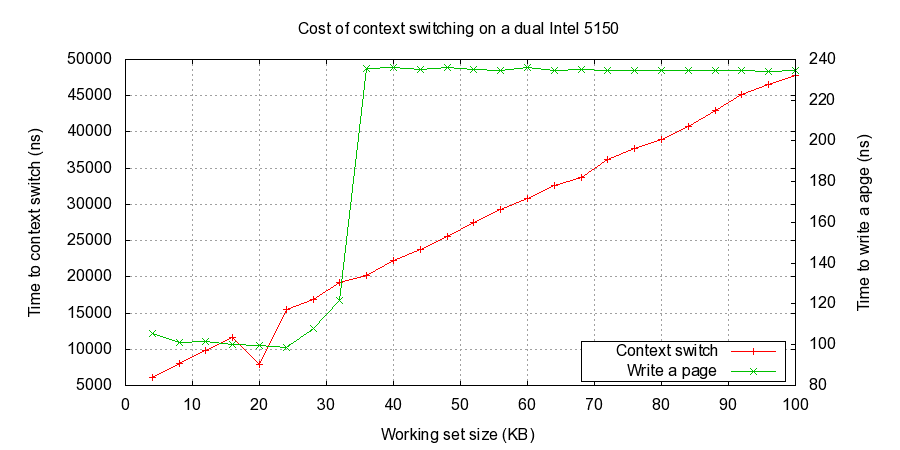 Cost of context switching on a dual Intel 5150
50000
45000
40000
35000
30000
25000
20000
15000
10000
5000
240
220
200
180
160
140
120
100
80
Time to context switch (ns)
Time to write a apge (ns)
Context switch
Write a page
0 10 20 30 40 50 60 70 80 90 100
Working set size (KB)